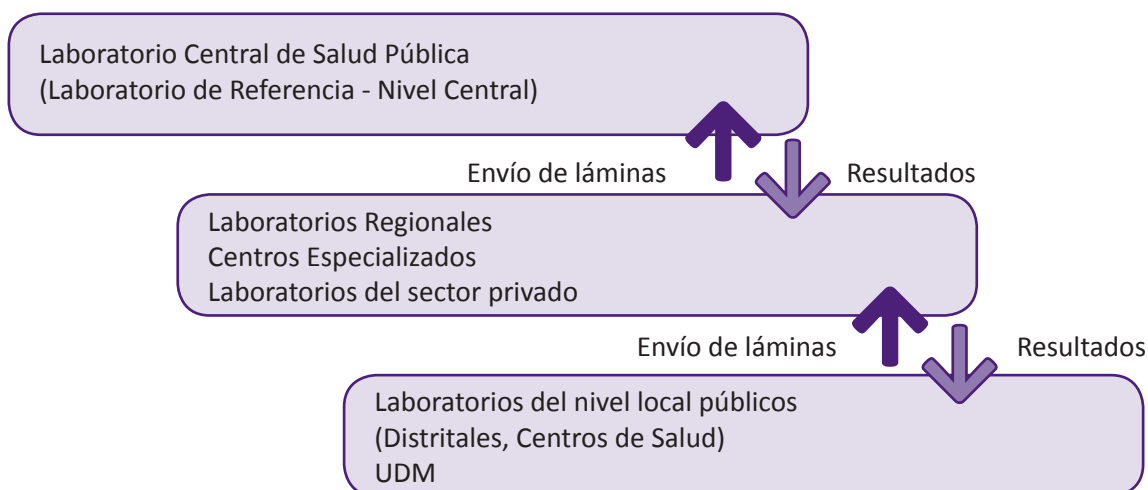 Laboratorio Central de Salud Pública
(Laboratorio de Referencia - Nivel Central)
Envío de láminas
Resultados
Laboratorios Regionales
Centros Especializados
Laboratorios del sector privado
Envío de láminas
Resultados
Laboratorios del nivel local públicos
(Distritales, Centros de Salud)
UDM